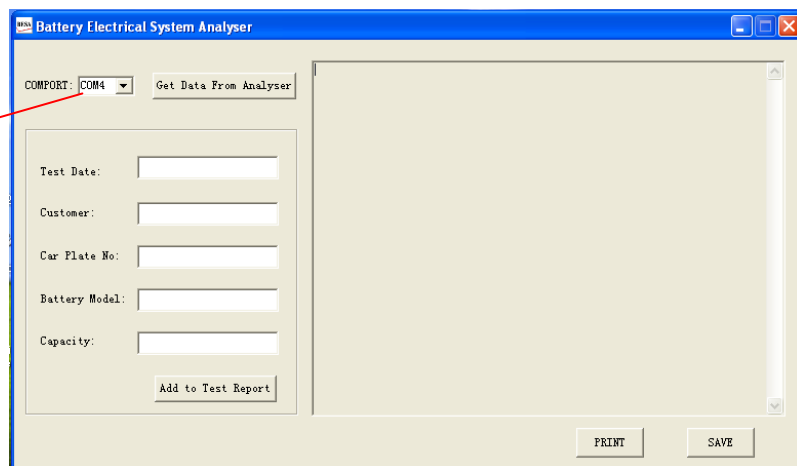 BESA Battery Electrical System Analyser
COMPORT: COM4 Get Data From Analyser
Test Date:
Customer:
Car Plate No:
Battery Model:
Capacity:
Add to Test Report
PRINT SAVE